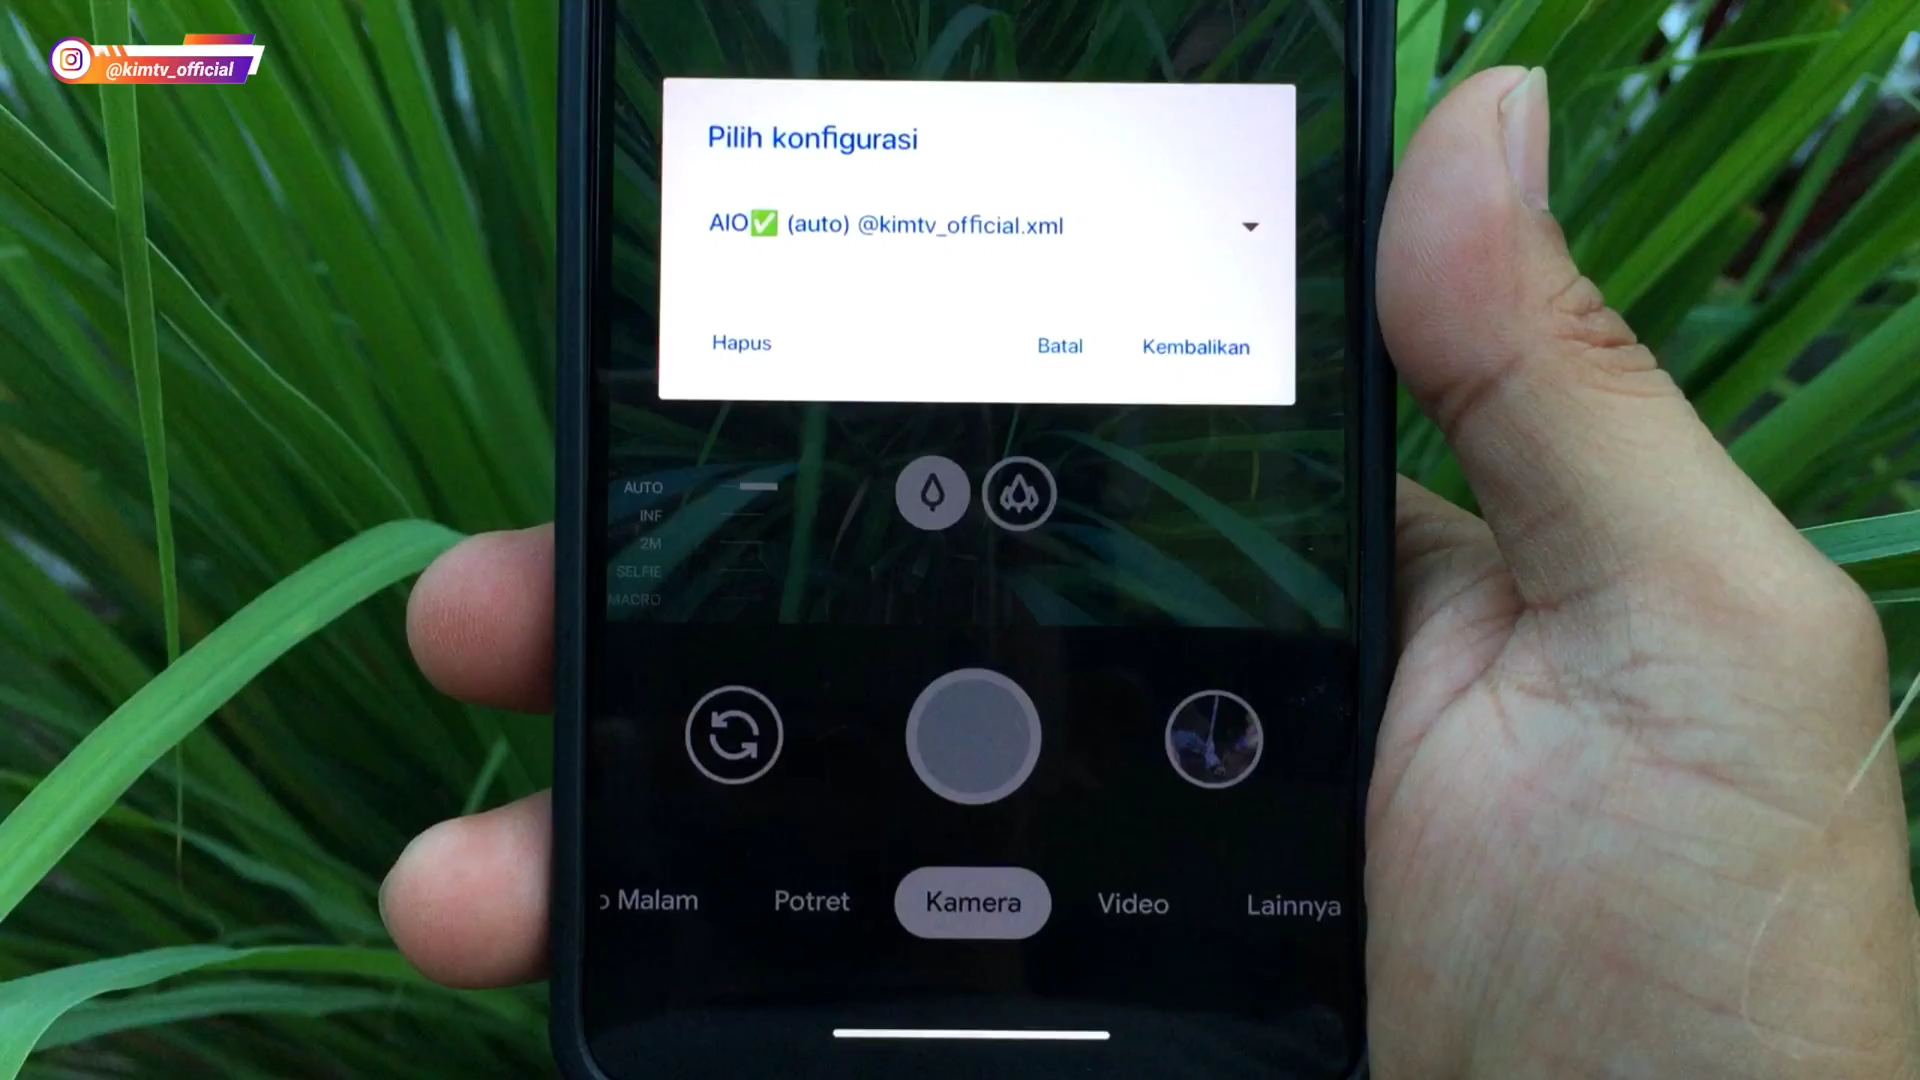 @kimtv_official
Pilih konfigurasi
AIO✅ (auto) @kimtv_official.xml
Hapus
Batal
Kembalikan
AUTO
INF
2M
SELFIE
MACRO
o Malam
Potret
Kamera
Video
Lainnya